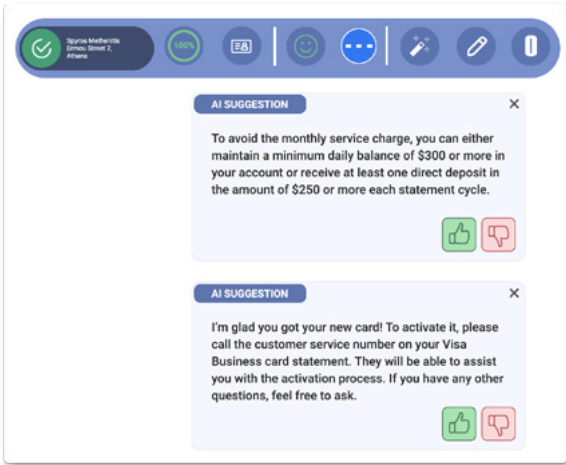 Spyros Methenitis
Ermou Street 2,
Athens
100%
AI SUGGESTION
To avoid the monthly service charge, you can either
maintain a minimum daily balance of $300 or more in
your account or receive at least one direct deposit in
the amount of $250 or more each statement cycle.
AI SUGGESTION
I'm glad you got your new card! To activate it, please
call the customer service number on your Visa
Business card statement. They will be able to assist
you with the activation process. If you have any other
questions, feel free to ask.